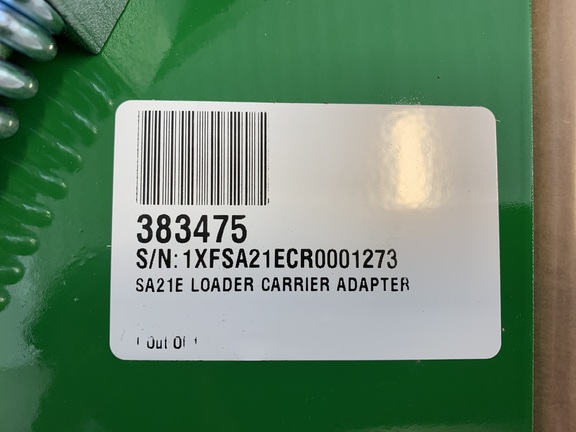 383475
S/N: 1XFSA21ECR0001273
SA21E LOADER CARRIER ADAPTER
1 Out Of 1